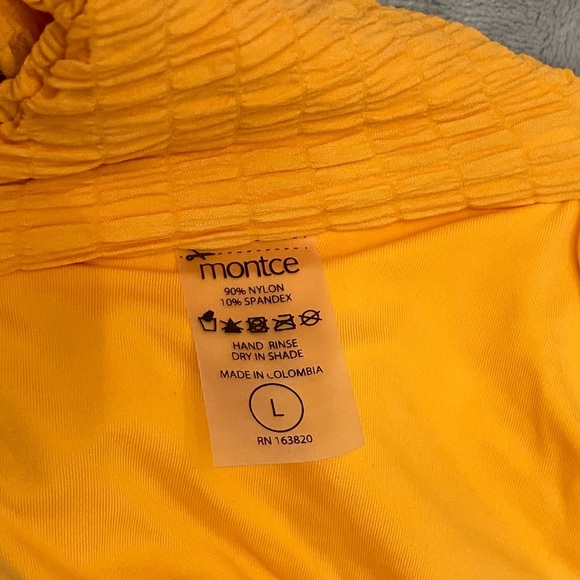 montce
90% NYLON
10% SPANDEX
HAND RINSE
DRY IN SHADE
MADE IN COLOMBIA
L
RN 163820